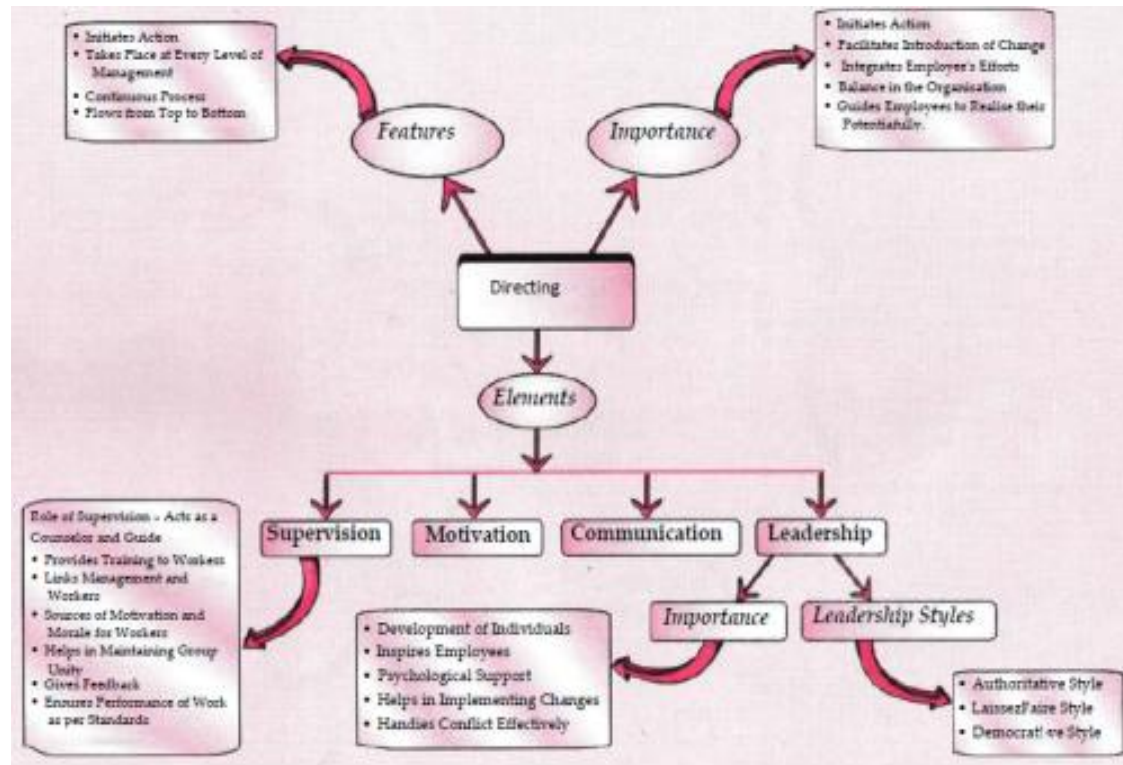 • Initiates Action
• Takes Place at Every Level of
Management
• Continuous Process
• Flows from Top to Bottom
Features
• Initiates Action
• Facilitates Introduction of Change
• Integrates Employee's Efforts
• Balance in the Organisation
• Guides Employees to Realise their
Potentialfully.
Importance
Directing
Elements
Supervision
Motivation
Communication
Leadership
Role of Supervision – Acts as a
Counselor and Guide
• Provides Training to Workers
• Links Management and
Workers
• Sources of Motivation and
Morale for Workers
• Helps in Maintaining Group
Unity
• Gives Feedback
• Ensures Performance of Work
as per Standards
Importance
Leadership Styles
• Development of Individuals
• Inspires Employees
• Psychological Support
• Helps in Implementing Changes
• Handles Conflict Effectively
• Authoritative Style
• LaissezFaire Style
• Democrative Style